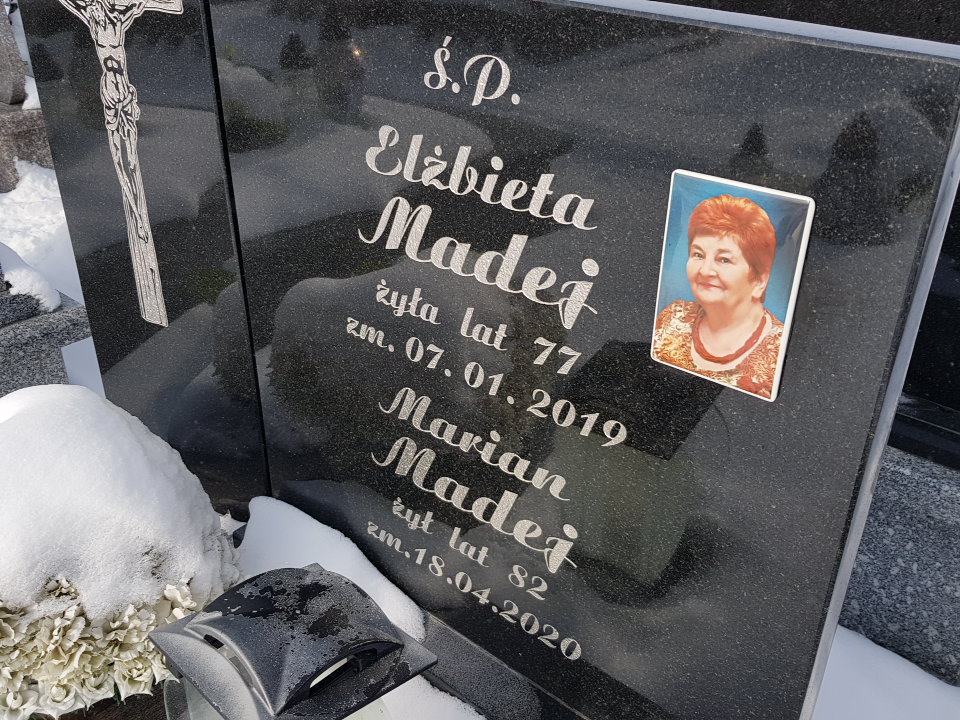 Ś.P.
Elżbieta
Madej
żyła lat 77
zm. 07. 01. 2019
Marian
Madej
żył lat 82
zm. 18.04.2020